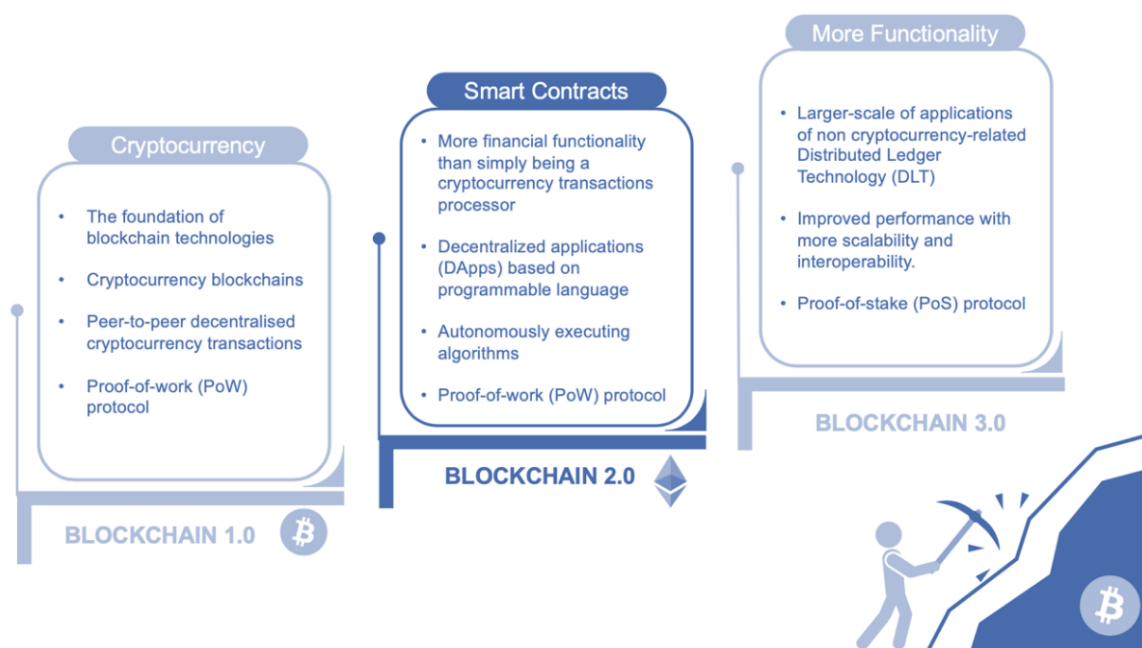 Cryptocurrency
• The foundation of
blockchain technologies
• Cryptocurrency blockchains
• Peer-to-peer decentralised
cryptocurrency transactions
• Proof-of-work (PoW)
protocol
BLOCKCHAIN 1.0
Smart Contracts
• More financial functionality
than simply being a
cryptocurrency transactions
processor
• Decentralized applications
(DApps) based on
programmable language
• Autonomously executing
algorithms
• Proof-of-work (PoW) protocol
BLOCKCHAIN 2.0
More Functionality
• Larger-scale of applications
of non cryptocurrency-related
Distributed Ledger
Technology (DLT)
• Improved performance with
more scalability and
interoperability.
• Proof-of-stake (PoS) protocol
BLOCKCHAIN 3.0